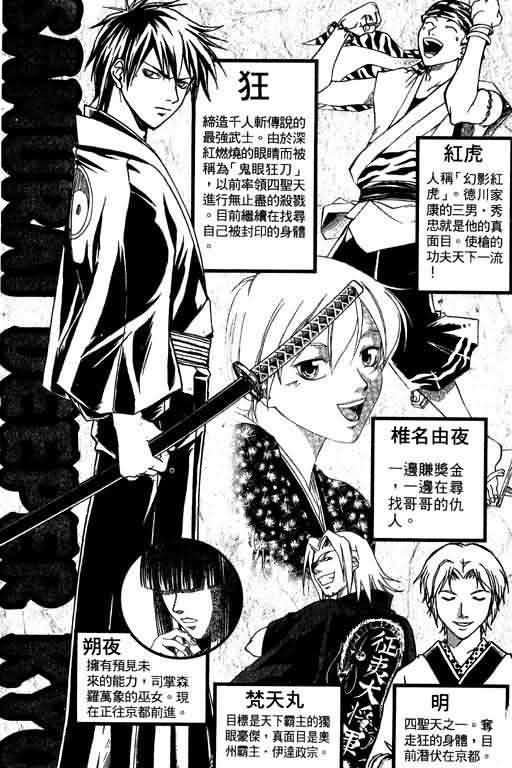 SAMURAI DEEPER KYO
狂
締造千人斬傳說的
最強武士。由於深
紅燃燒的眼睛而被
稱為「鬼眼狂刀」
，以前率領四聖天
進行無止盡的殺戮
。目前繼續在找尋
自己被封印的身體
。
紅虎
人稱「幻影紅
虎」。德川家
康的三男‧秀
忠就是他的真
面目。使槍的
功夫天下一流
！
椎名由夜
一邊賺獎金
，一邊在尋
找哥哥的仇
人。
朔夜
擁有預見未
來的能力，司掌森
羅萬象的巫女。現
在正往京都前進。
梵天丸
目標是天下霸主的獨
眼豪傑，真面目是奧
州霸主‧伊達政宗。
征夷大將軍
明
四聖天之一。奪
走狂的身體，目
前潛伏在京都。